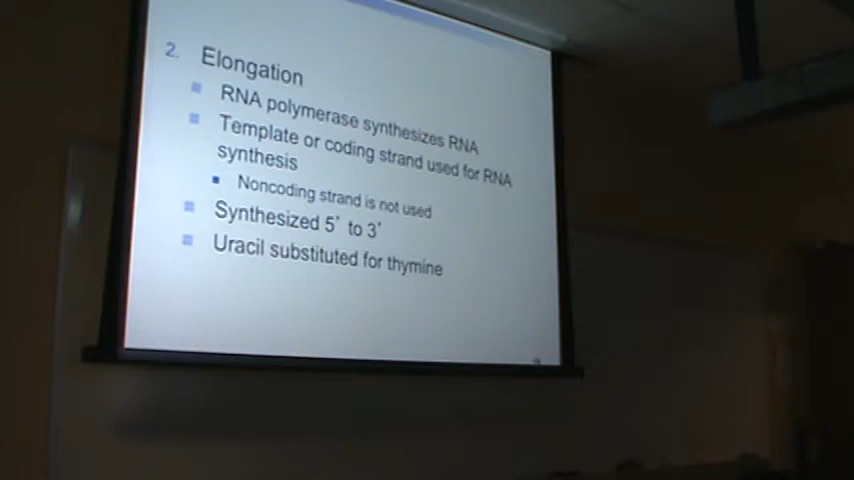 2. Elongation
RNA polymerase synthesizes RNA
Template or coding strand used for RNA
synthesis
Noncoding strand is not used
Synthesized 5' to 3'
Uracil substituted for thymine